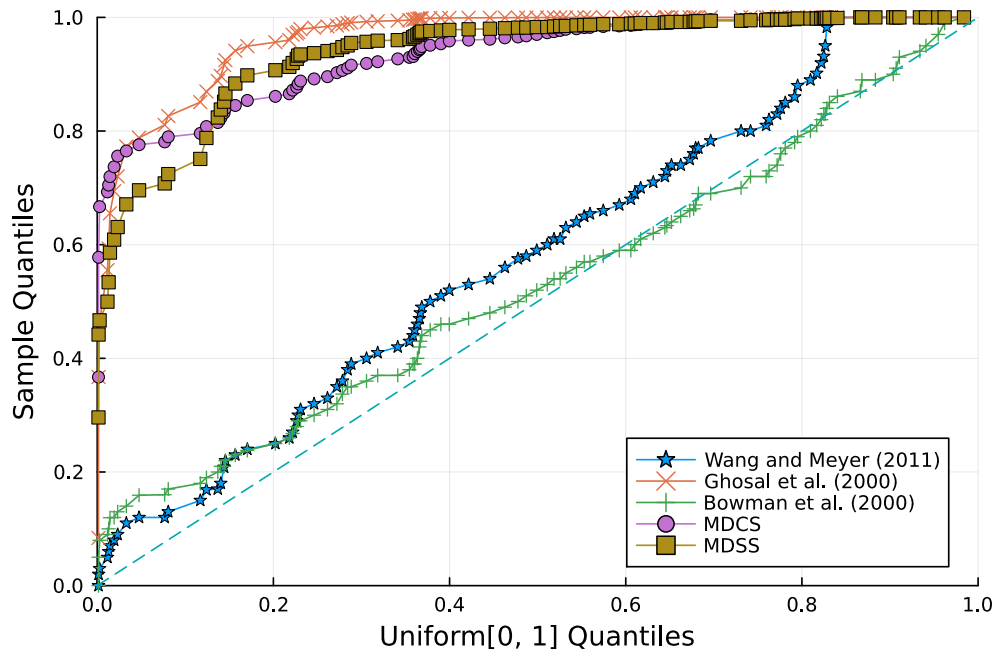 Sample Quantiles
1.0
0.8
0.6
0.4
0.2
0.0
Wang and Meyer (2011)
Ghosal et al. (2000)
Bowman et al. (2000)
MDCS
MDSS
0.0 0.2 0.4 0.6 0.8 1.0
Uniform[0, 1] Quantiles